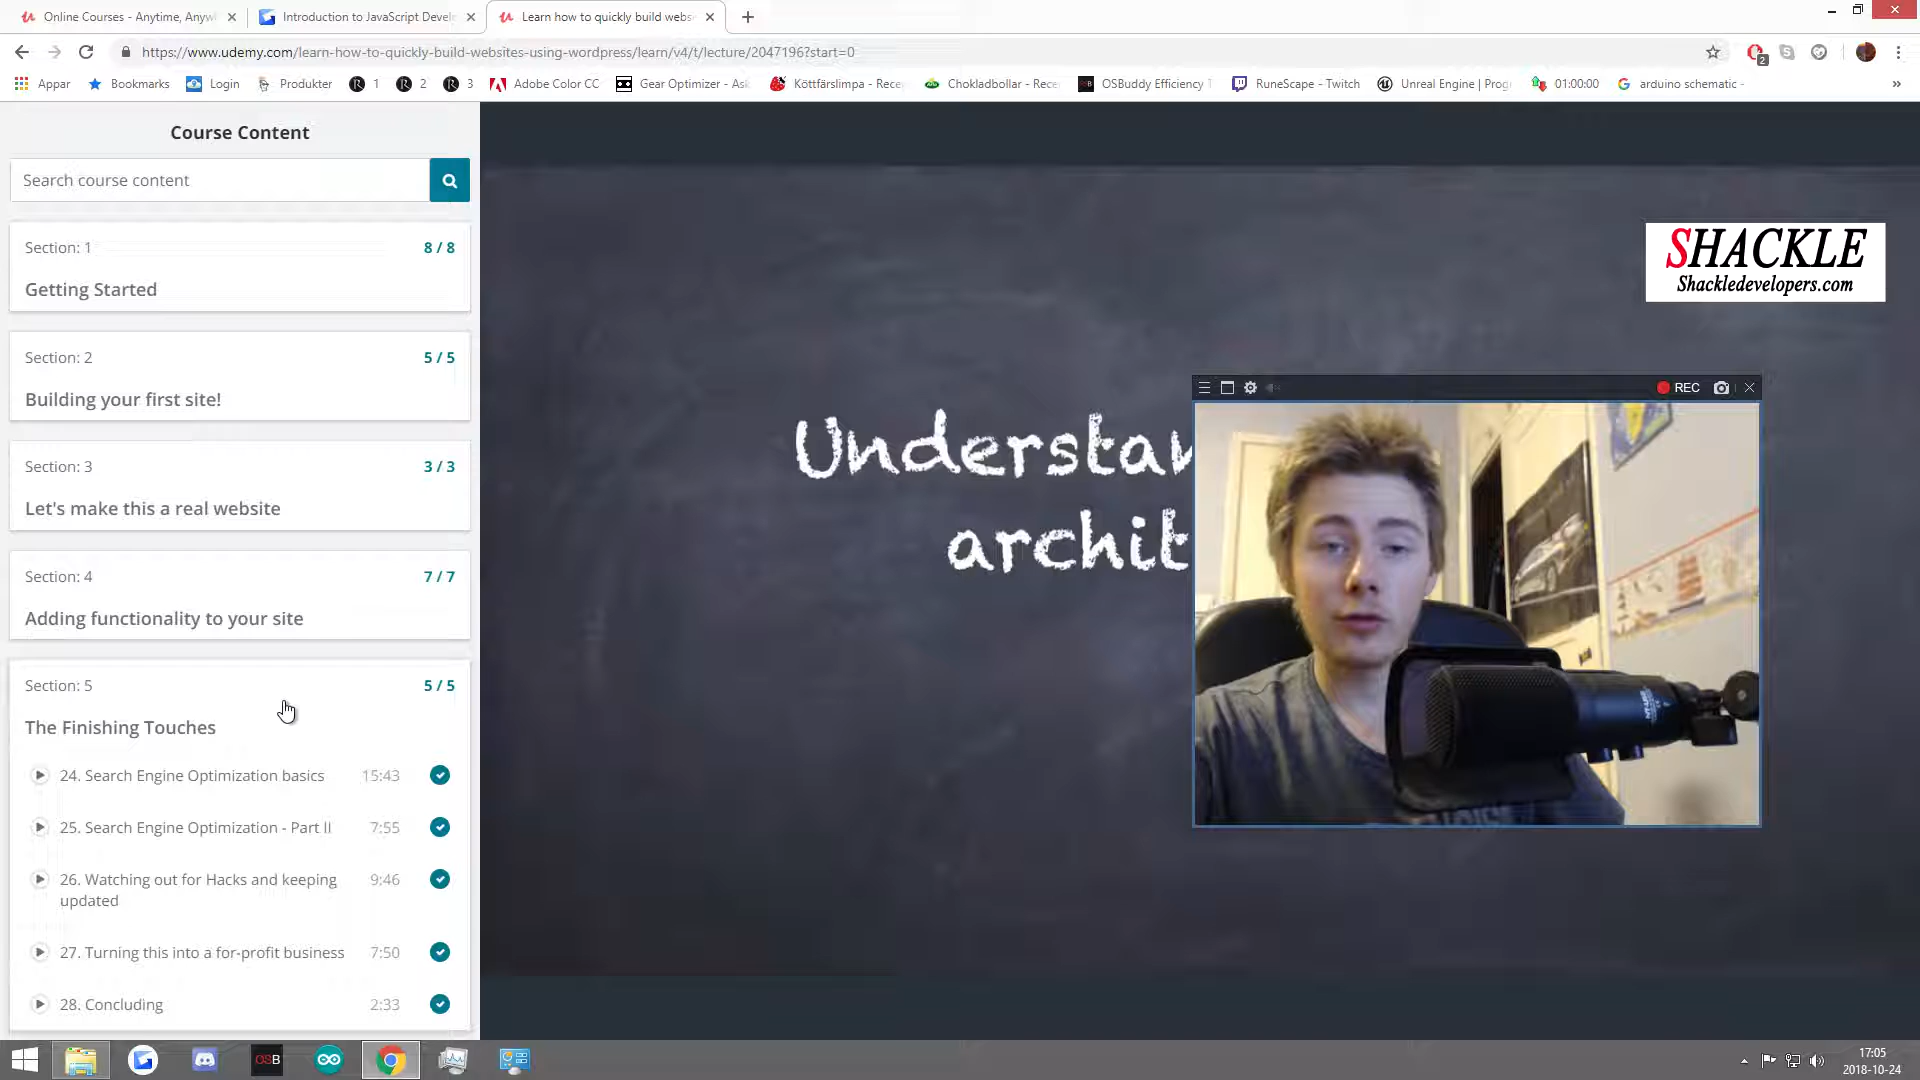 Online Courses - Anytime, Anyw
Introduction to JavaScript Devel
Learn how to quickly build webs
https://www.udemy.com/learn-how-to-quickly-build-websites-using-wordpress/learn/v4/t/lecture/2047196?start=0
2
Appar
Bookmarks
Login
Produkter
1
2
3
Adobe Color CC
Gear Optimizer - Ask
Köttfärslimpa - Rece
Chokladbollar - Rece
OSBuddy Efficiency T
RuneScape - Twitch
Unreal Engine | Prog
01:00:00
arduino schematic -
Course Content
Search course content
Section: 1 8 / 8
Getting Started
Section: 2 5 / 5
Building your first site!
Section: 3 3 / 3
Let's make this a real website
Section: 4 7 / 7
Adding functionality to your site
Section: 5 5 / 5
The Finishing Touches
24. Search Engine Optimization basics 15:43
25. Search Engine Optimization - Part II 7:55
26. Watching out for Hacks and keeping 9:46
updated
27. Turning this into a for-profit business 7:50
28. Concluding 2:33
SHACKLE
Shackledevelopers.com
Understan
archit
REC
OSB
17:05
2018-10-24